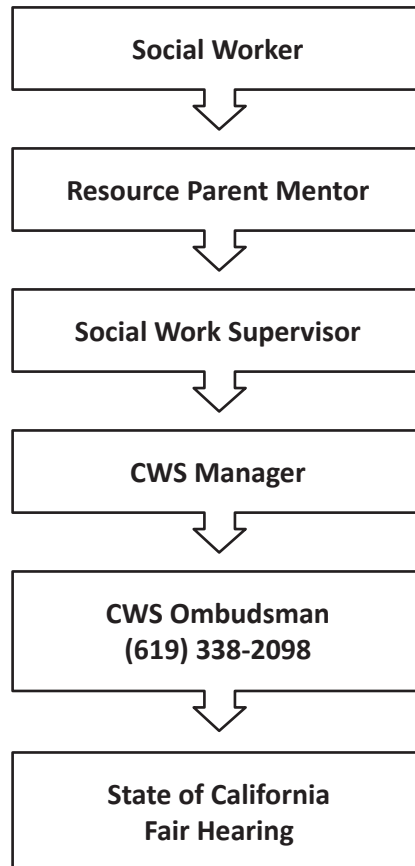 Social Worker
Resource Parent Mentor
Social Work Supervisor
CWS Manager
CWS Ombudsman
(619) 338-2098
State of California
Fair Hearing